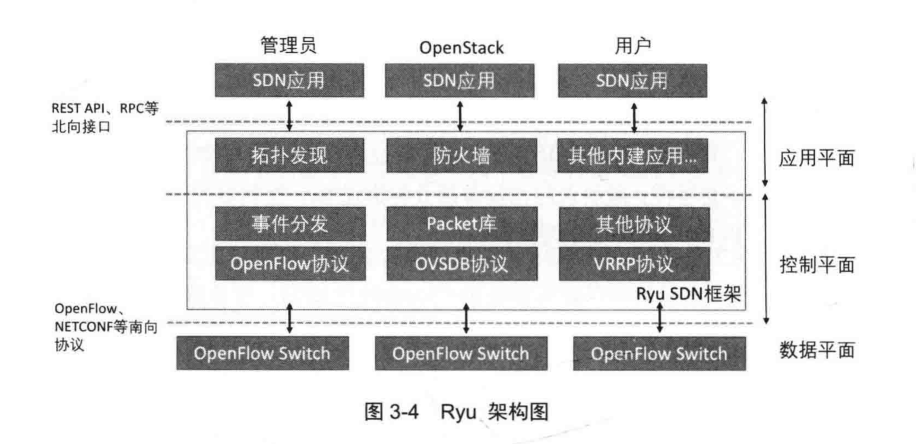 管理员 OpenStack 用户
SDN应用 SDN应用 SDN应用
REST API、RPC等
北向接口
拓扑发现 防火墙 其他内建应用...
应用平面
事件分发 Packet库 其他协议
OpenFlow协议 OVSDB协议 VRRP协议
控制平面
Ryu SDN框架
OpenFlow、
NETCONF等南向
协议
OpenFlow Switch OpenFlow Switch OpenFlow Switch
数据平面
图 3-4 Ryu 架构图